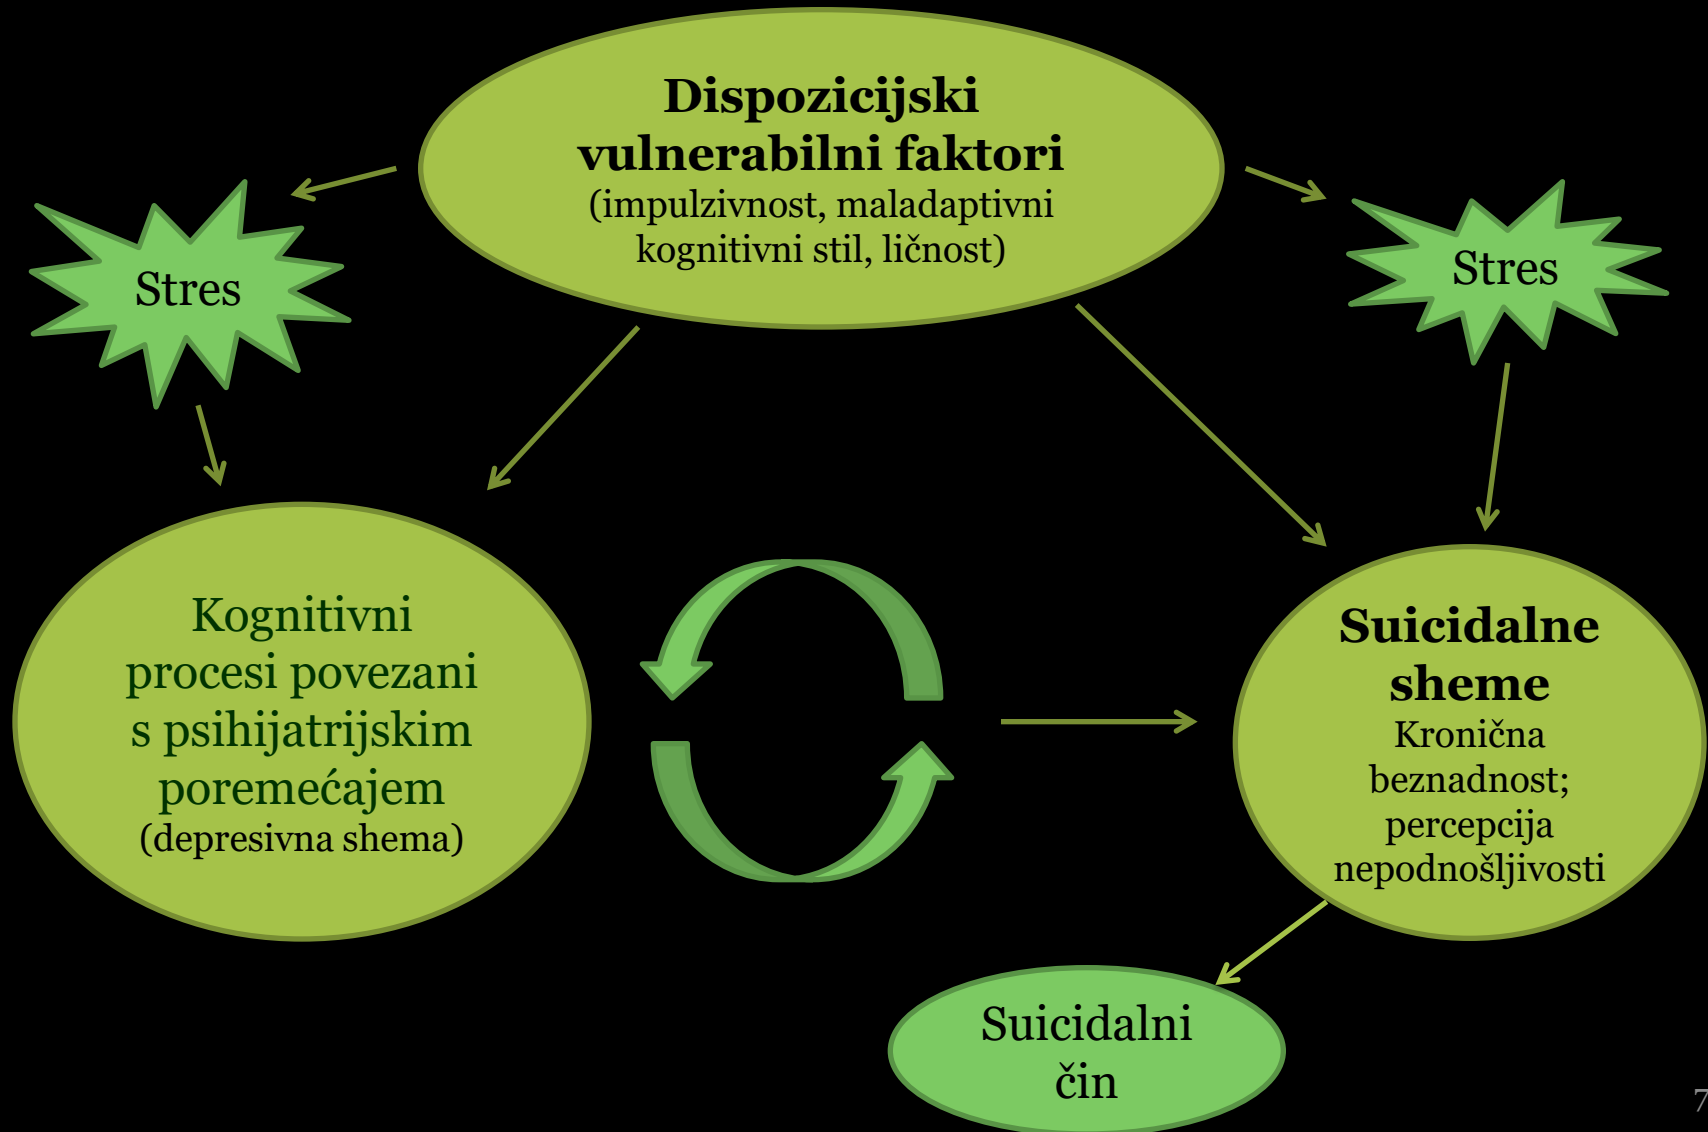 Dispozicijski
vulnerabilni faktori
(impulzivnost, maladaptivni
kognitivni stil, ličnost)
Stres
Stres
Kognitivni
procesi povezani
s psihijatrijskim
poremećajem
(depresivna shema)
Suicidalne
sheme
Kronična
beznadnost;
percepcija
nepodnošljivosti
Suicidalni
čin
7